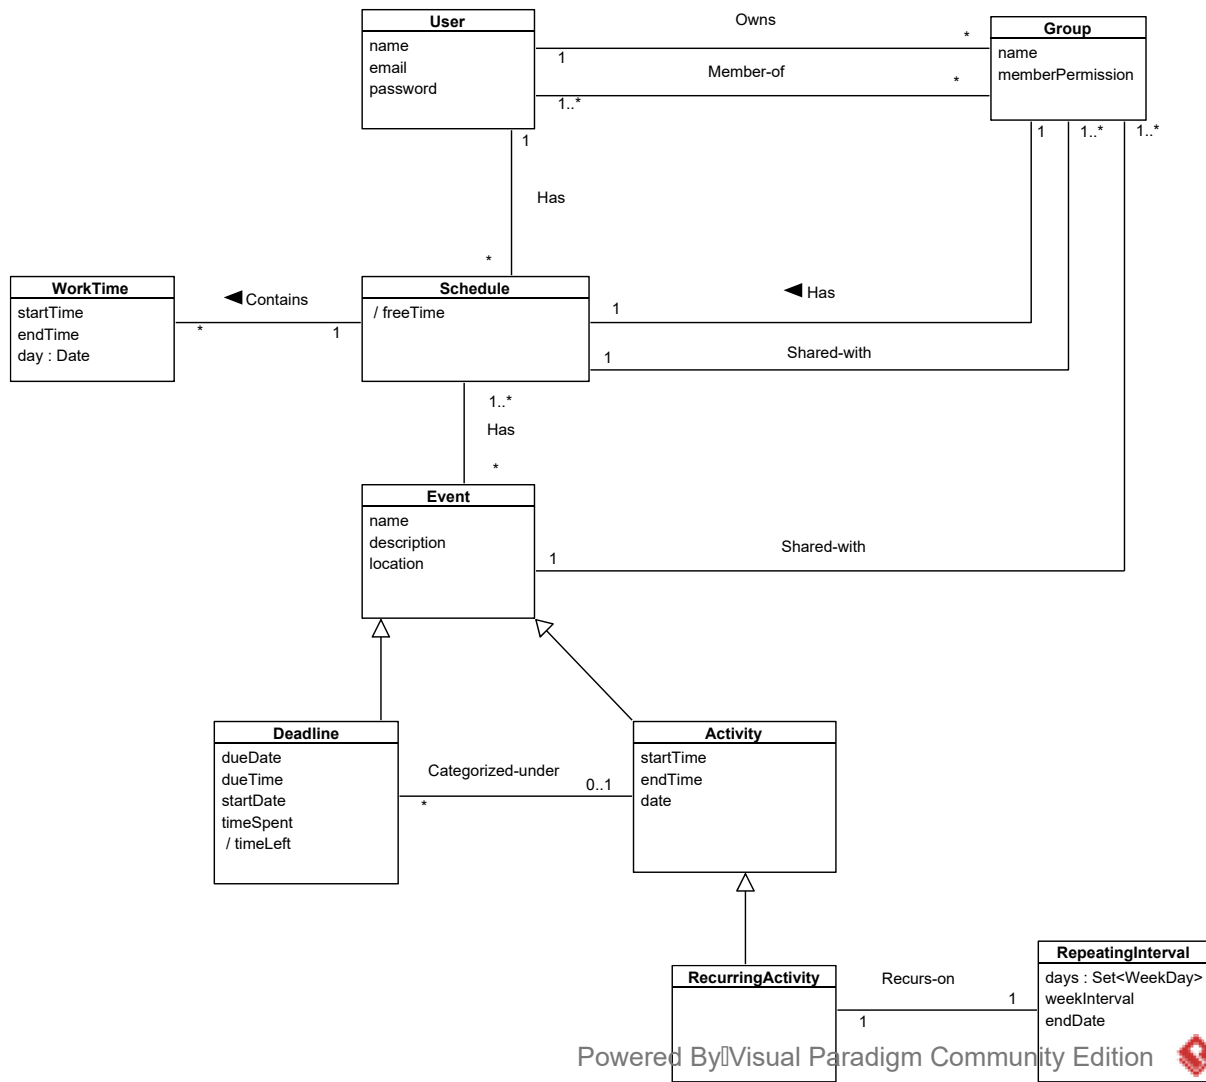 User
name
email
password
Owns
1
*
Member-of
1..*
*
Group
name
memberPermission
1
Has
*
1
1..*
1..*
WorkTime
startTime
endTime
day : Date
◀ Contains
*
1
Schedule
/ freeTime
◀ Has
1
Shared-with
1
1..*
Has
*
Event
name
description
location
Shared-with
1
Deadline
dueDate
dueTime
startDate
timeSpent
/ timeLeft
Categorized-under
*
0..1
Activity
startTime
endTime
date
RecurringActivity
Recurs-on
1
1
RepeatingInterval
days : Set<WeekDay>
weekInterval
endDate
Powered By Visual Paradigm Community Edition